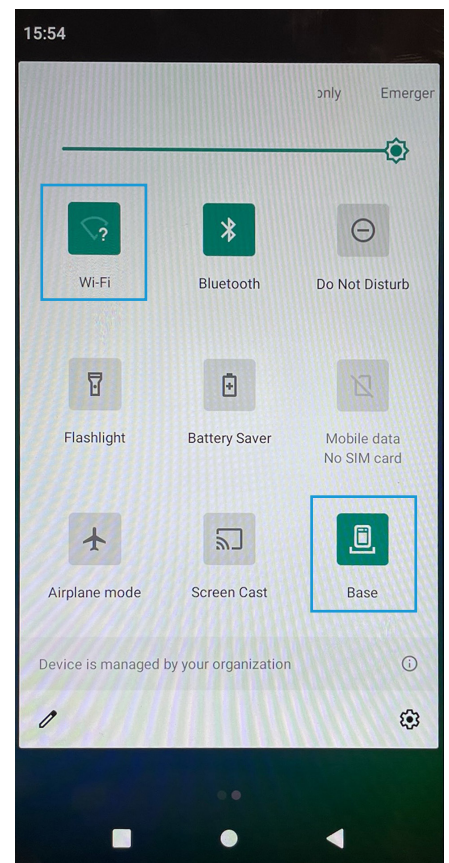 15:54
only Emerger
Wi-Fi Bluetooth Do Not Disturb
Flashlight Battery Saver Mobile data
No SIM card
Airplane mode Screen Cast Base
Device is managed by your organization